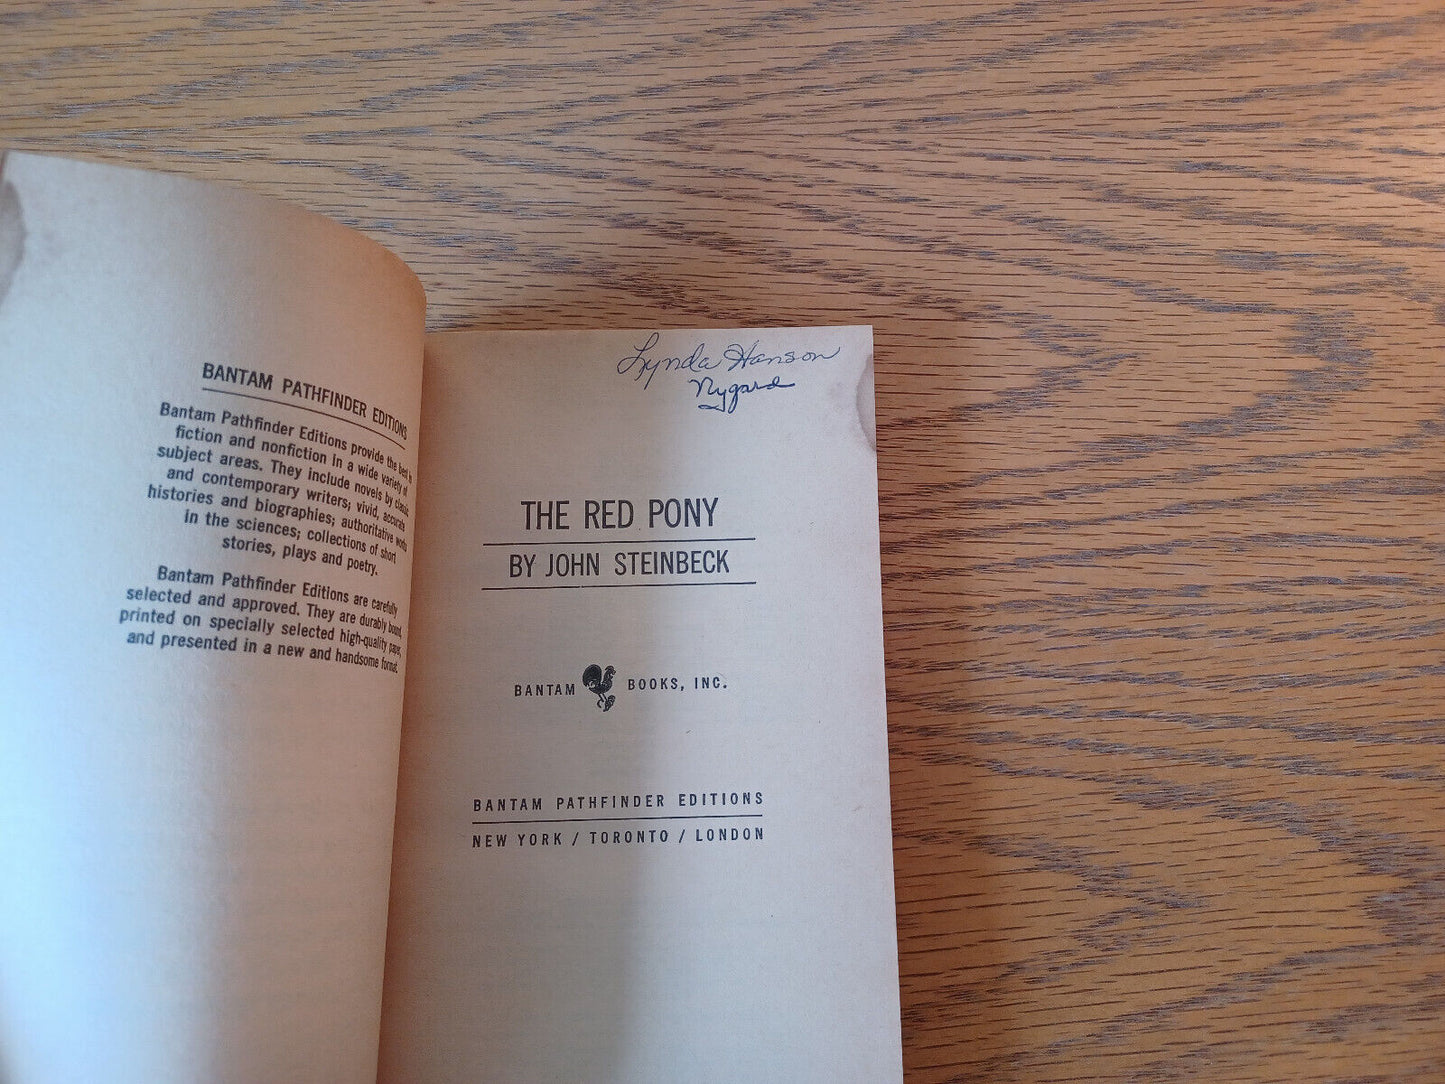 BANTAM PATHFINDER EDITIONS
Bantam Pathfinder Editions provide the best in
fiction and nonfiction in a wide variety of
subject areas. They include novels by classic
and contemporary writers; vivid, accurate
histories and biographies; authoritative works
in the sciences; collections of short
stories, plays and poetry.
Bantam Pathfinder Editions are carefully
selected and approved. They are durably bound,
printed on specially selected high-quality paper,
and presented in a new and handsome format.
Lynda Hanson
Nygard
THE RED PONY
BY JOHN STEINBECK
BANTAM BOOKS, INC.
BANTAM PATHFINDER EDITIONS
NEW YORK / TORONTO / LONDON